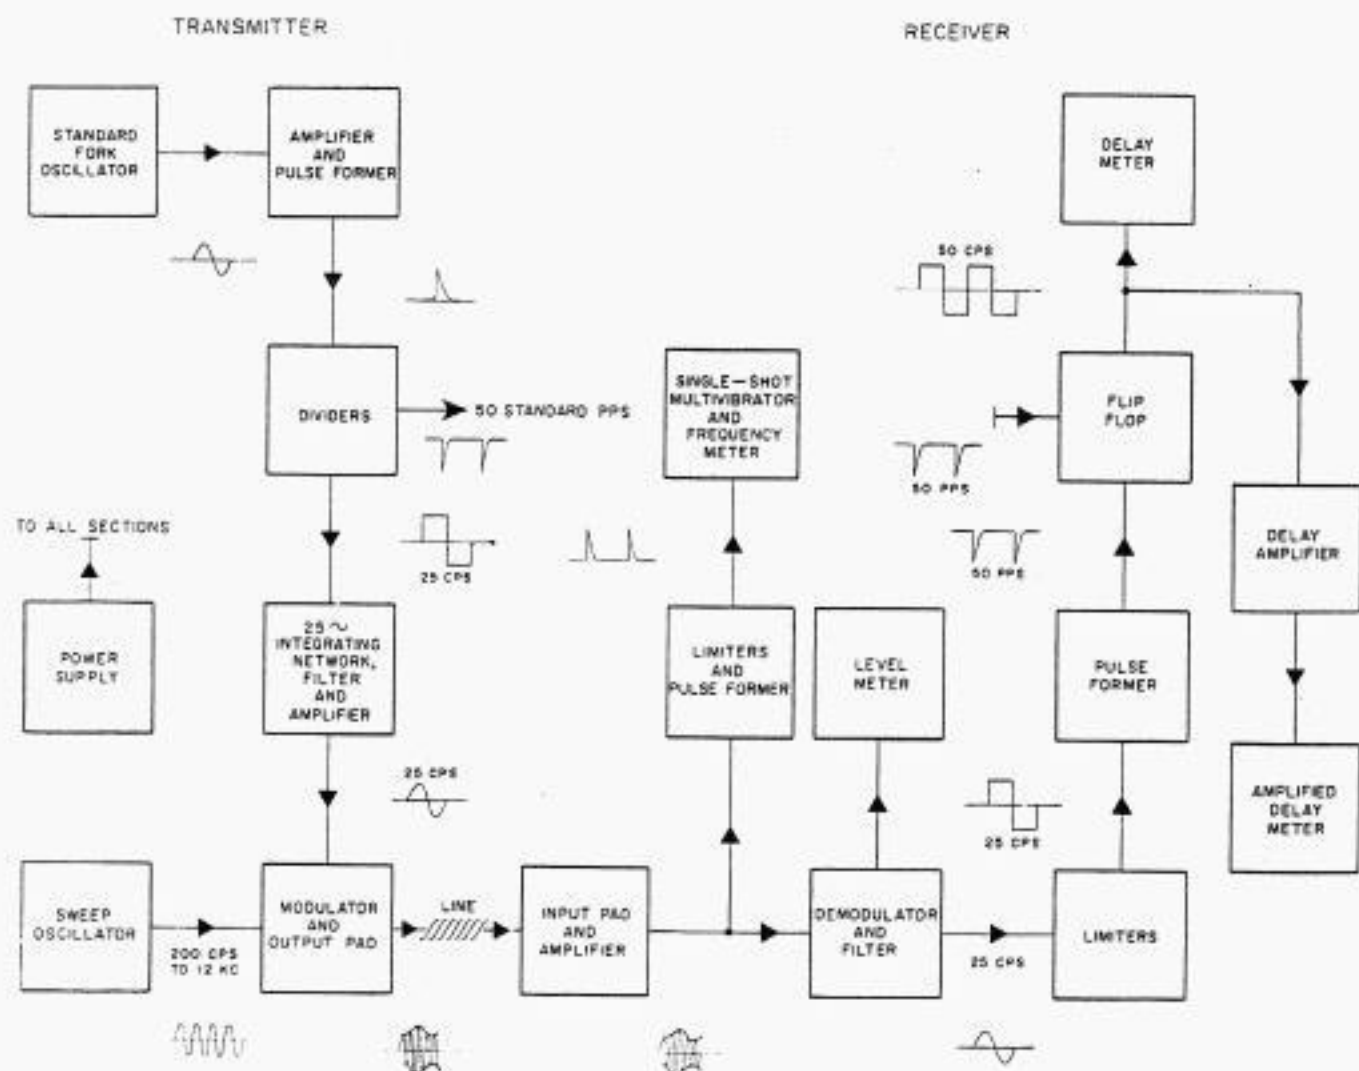 TRANSMITTER
RECEIVER
STANDARD
FORK
OSCILLATOR
AMPLIFIER
AND
PULSE FORMER
DELAY
METER
50 CPS
DIVIDERS
50 STANDARD PPS
SINGLE-SHOT
MULTIVIBRATOR
AND
FREQUENCY
METER
FLIP
FLOP
50 PPS
TO ALL SECTIONS
25 CPS
50 PPS
DELAY
AMPLIFIER
POWER
SUPPLY
25 ~
INTEGRATING
NETWORK,
FILTER
AND
AMPLIFIER
LIMITERS
AND
PULSE FORMER
LEVEL
METER
PULSE
FORMER
25 CPS
25 CPS
AMPLIFIED
DELAY
METER
SWEEP
OSCILLATOR
200 CPS
TO 12 KC
MODULATOR
AND
OUTPUT PAD
LINE
INPUT PAD
AND
AMPLIFIER
DEMODULATOR
AND
FILTER
25 CPS
LIMITERS